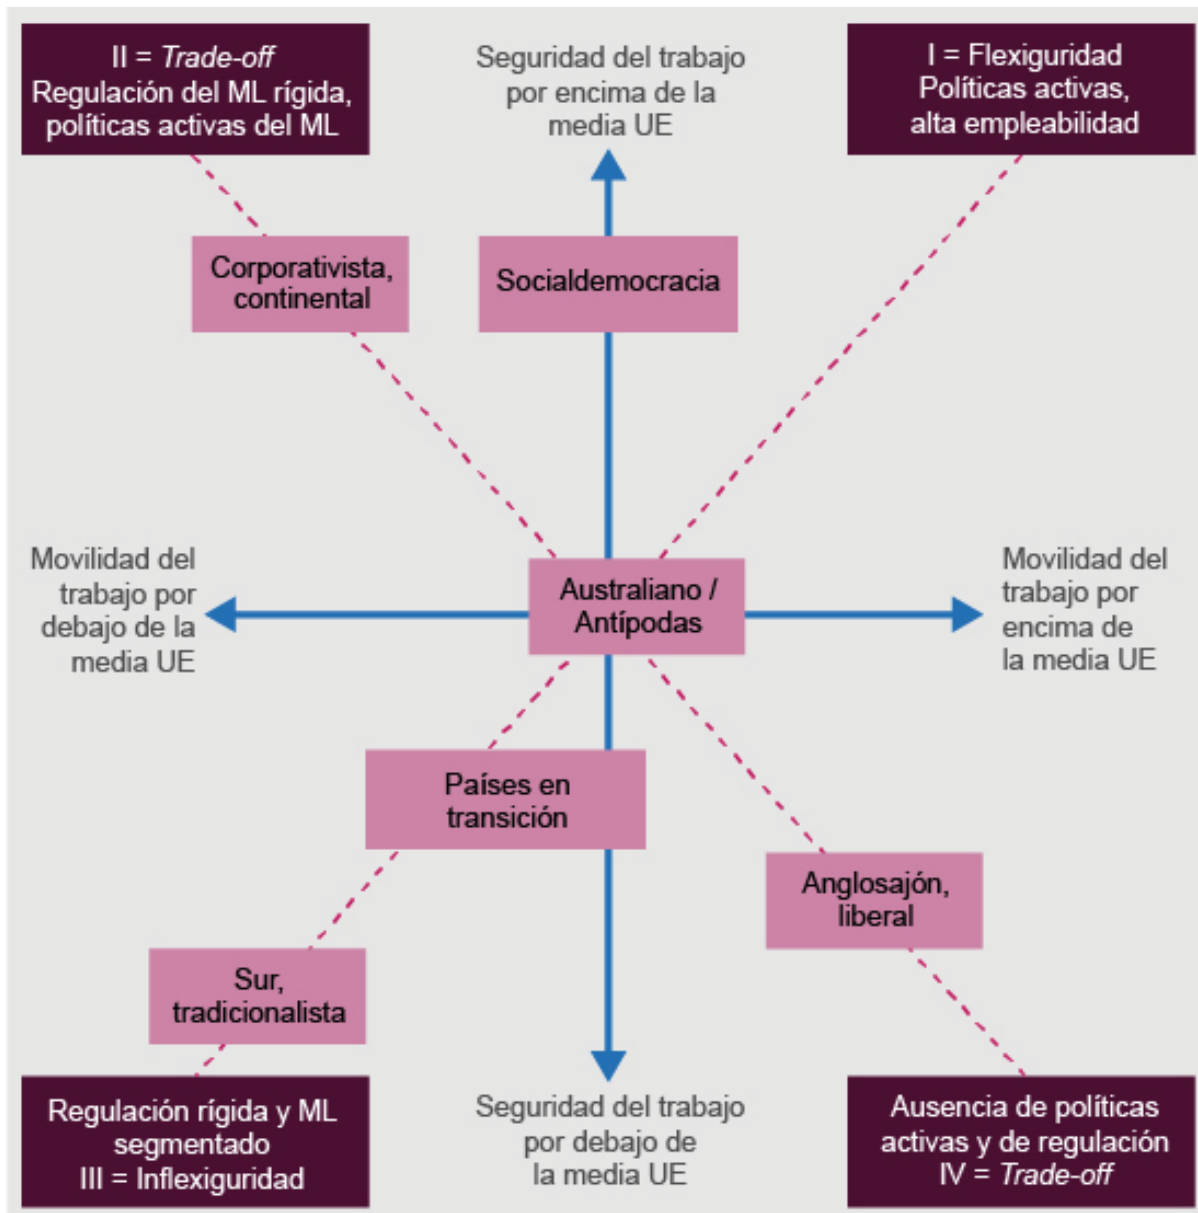 II = Trade-off
Regulación del ML rígida,
políticas activas del ML
Seguridad del trabajo
por encima de la
media UE
I = Flexiguridad
Políticas activas,
alta empleabilidad
Corporativista,
continental
Socialdemocracia
Movilidad del
trabajo por
debajo de la
media UE
Australiano /
Antípodas
Movilidad del
trabajo por
encima de
la media UE
Países en
transición
Anglosajón,
liberal
Sur,
tradicionalista
Regulación rígida y ML
segmentado
III = Inflexiguridad
Seguridad del trabajo
por debajo de
la media UE
Ausencia de políticas
activas y de regulación
IV = Trade-off